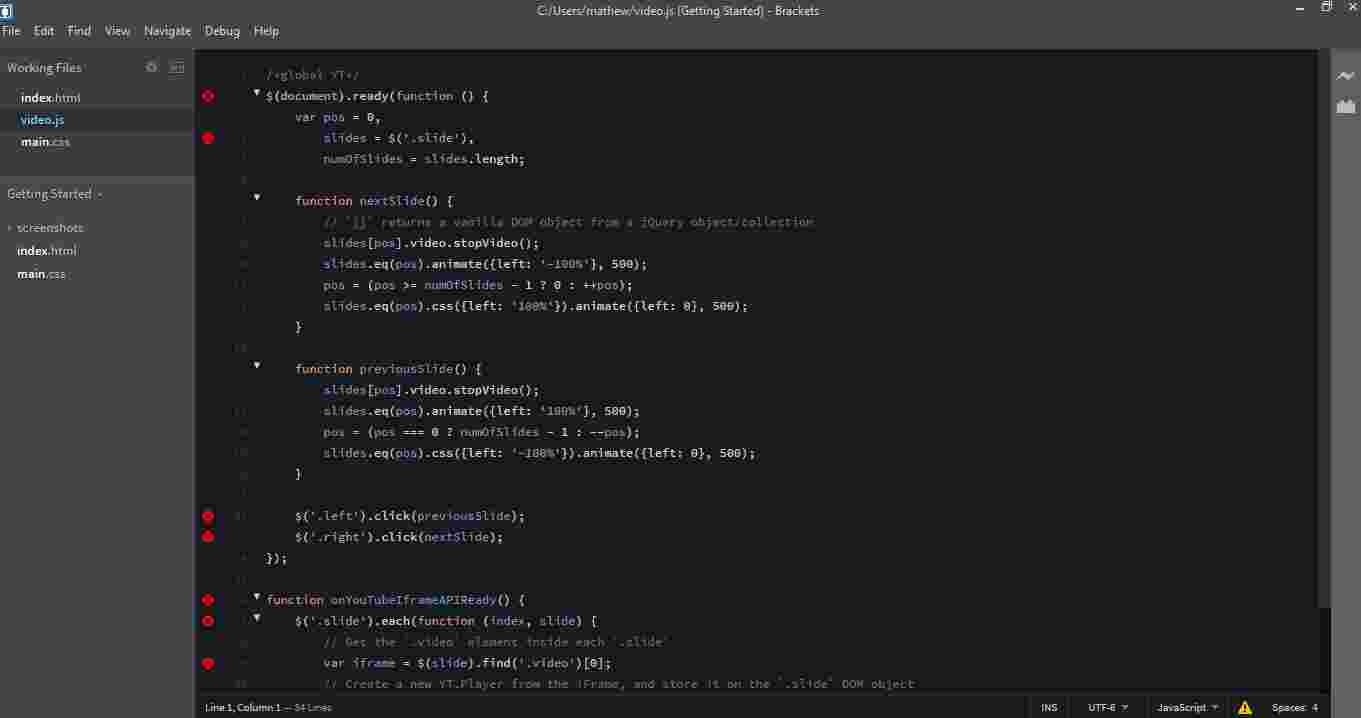 C:/Users/mathew/video.js (Getting Started) - Brackets
File Edit Find View Navigate Debug Help
Working Files
index.html
video.js
main.css
Getting Started
screenshots
index.html
main.css
/*global YT*/
$(document).ready(function () {
var pos = 0,
slides = $('.slide'),
numOfSlides = slides.length;
function nextSlide() {
// `[]` returns a vanilla DOM object from a jQuery object/collection
slides[pos].video.stopVideo();
slides.eq(pos).animate({left: '-100%'}, 500);
pos = (pos >= numOfSlides - 1 ? 0 : ++pos);
slides.eq(pos).css({left: '100%'}).animate({left: 0}, 500);
}
function previousSlide() {
slides[pos].video.stopVideo();
slides.eq(pos).animate({left: '100%'}, 500);
pos = (pos === 0 ? numOfSlides - 1 : --pos);
slides.eq(pos).css({left: '-100%'}).animate({left: 0}, 500);
}
$('.left').click(previousSlide);
$('.right').click(nextSlide);
});
function onYouTubeIframeAPIReady() {
$('.slide').each(function (index, slide) {
// Get the `.video` element inside each `.slide`
var iframe = $(slide).find('.video')[0];
// Create a new YT.Player from the iFrame, and store it on the `.slide` DOM object
Line 1, Column 1 — 34 Lines INS UTF-8 JavaScript Spaces: 4